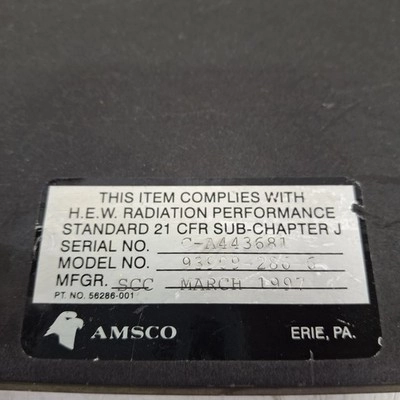 THIS ITEM COMPLIES WITH
H.E.W. RADIATION PERFORMANCE
STANDARD 21 CFR SUB-CHAPTER J
SERIAL NO.
MODEL NO.
MFGR. SCC MARCH
PT. NO. 56286-001
AMSCO ERIE, PA.